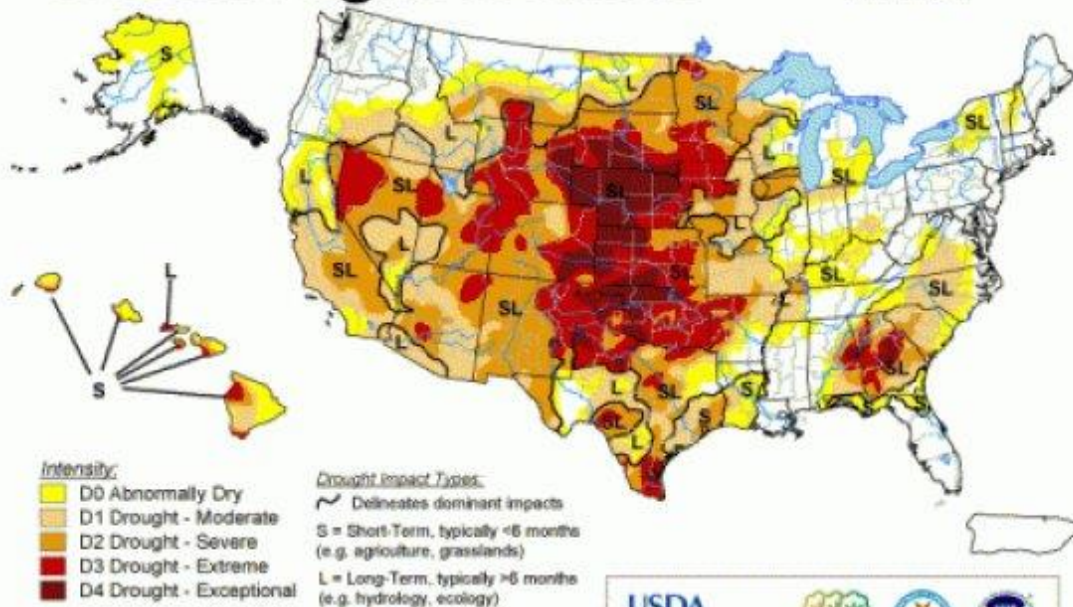 S
L
SL
L
SL
L
SL
SL
L
SL
L
SL
SL
L
SL
SL
SL
L
SL
L
SL
S
S
SL
L
SL
L
S
Intensity:
D0 Abnormally Dry
D1 Drought - Moderate
D2 Drought - Severe
D3 Drought - Extreme
D4 Drought - Exceptional
Drought Impact Types:
Delineates dominant impacts
S = Short-Term, typically <6 months
(e.g. agriculture, grasslands)
L = Long-Term, typically >6 months
(e.g. hydrology, ecology)
USDA